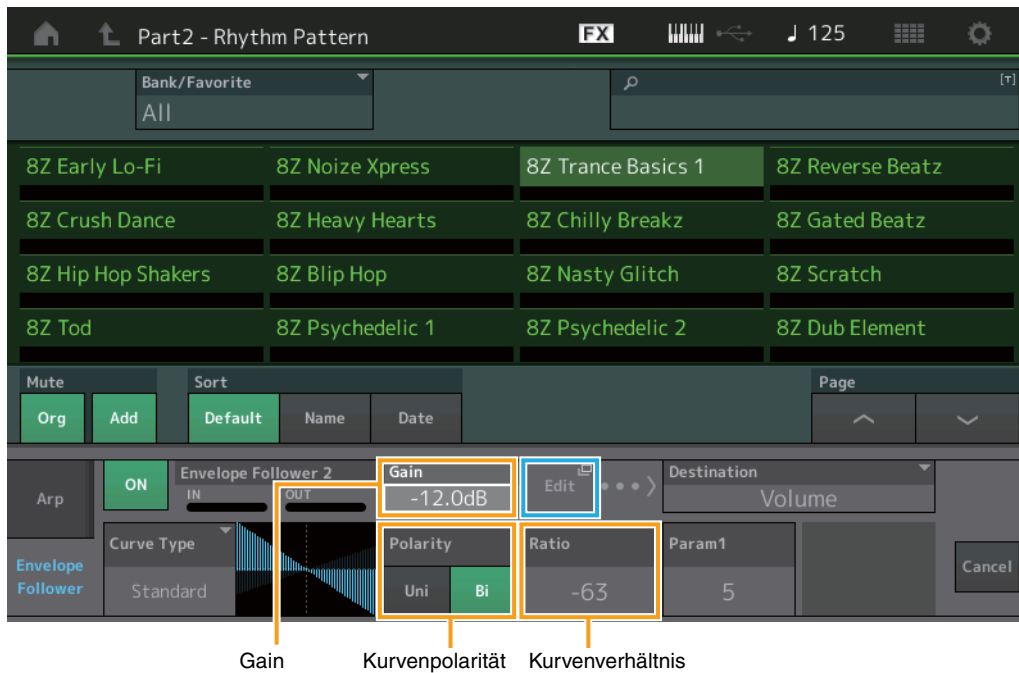 Part2 - Rhythm Pattern FX 125
Bank/Favorite [T]
All
8Z Early Lo-Fi 8Z Noize Xpress 8Z Trance Basics 1 8Z Reverse Beatz
8Z Crush Dance 8Z Heavy Hearts 8Z Chilly Breakz 8Z Gated Beatz
8Z Hip Hop Shakers 8Z Blip Hop 8Z Nasty Glitch 8Z Scratch
8Z Tod 8Z Psychedelic 1 8Z Psychedelic 2 8Z Dub Element
Mute Sort Page
Org Add Default Name Date
Arp ON Envelope Follower 2 Gain Edit Destination
IN OUT -12.0dB Volume
Curve Type Polarity Ratio Param1
Envelope Follower Standard Uni Bi -63 5 Cancel
Gain Kurvenpolarität Kurvenverhältnis